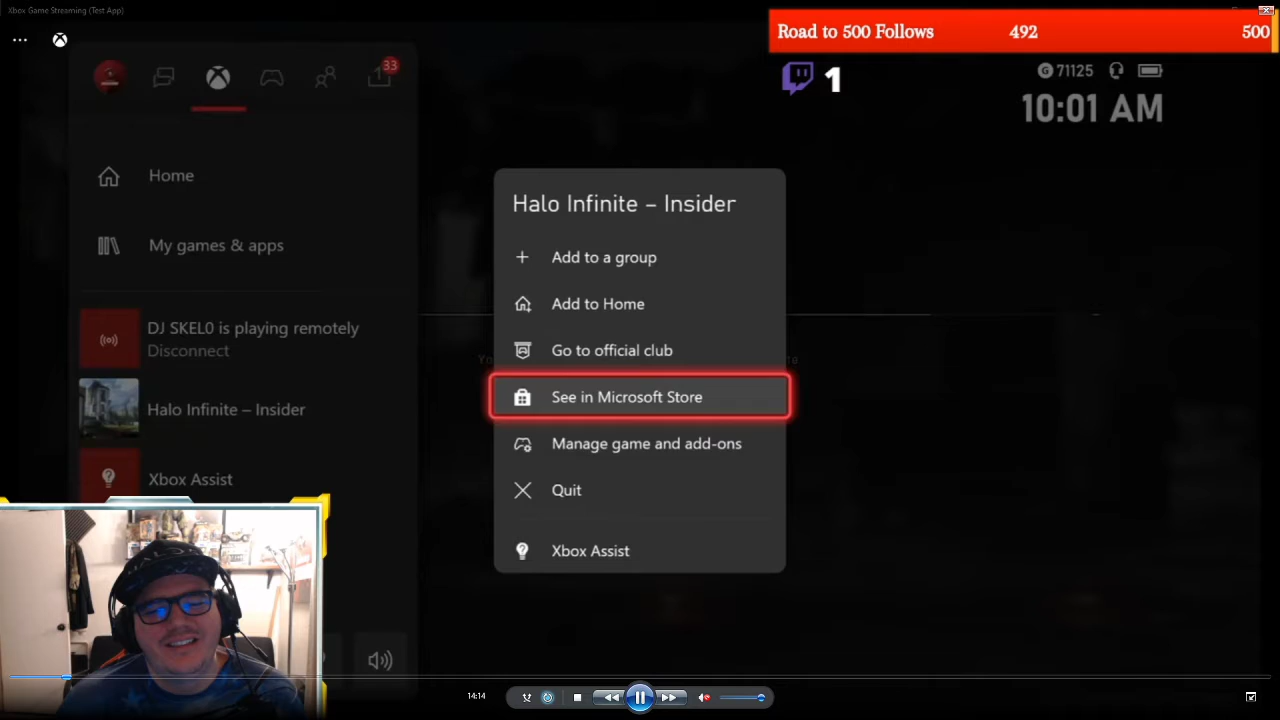 Xbox Game Streaming (Test App)
Road to 500 Follows 492 500
33
1
G 71125
10:01 AM
Home
My games & apps
DJ SKEL0 is playing remotely
Disconnect
Halo Infinite – Insider
Xbox Assist
Halo Infinite – Insider
Add to a group
Add to Home
Go to official club
See in Microsoft Store
Manage game and add-ons
Quit
Xbox Assist
14:14